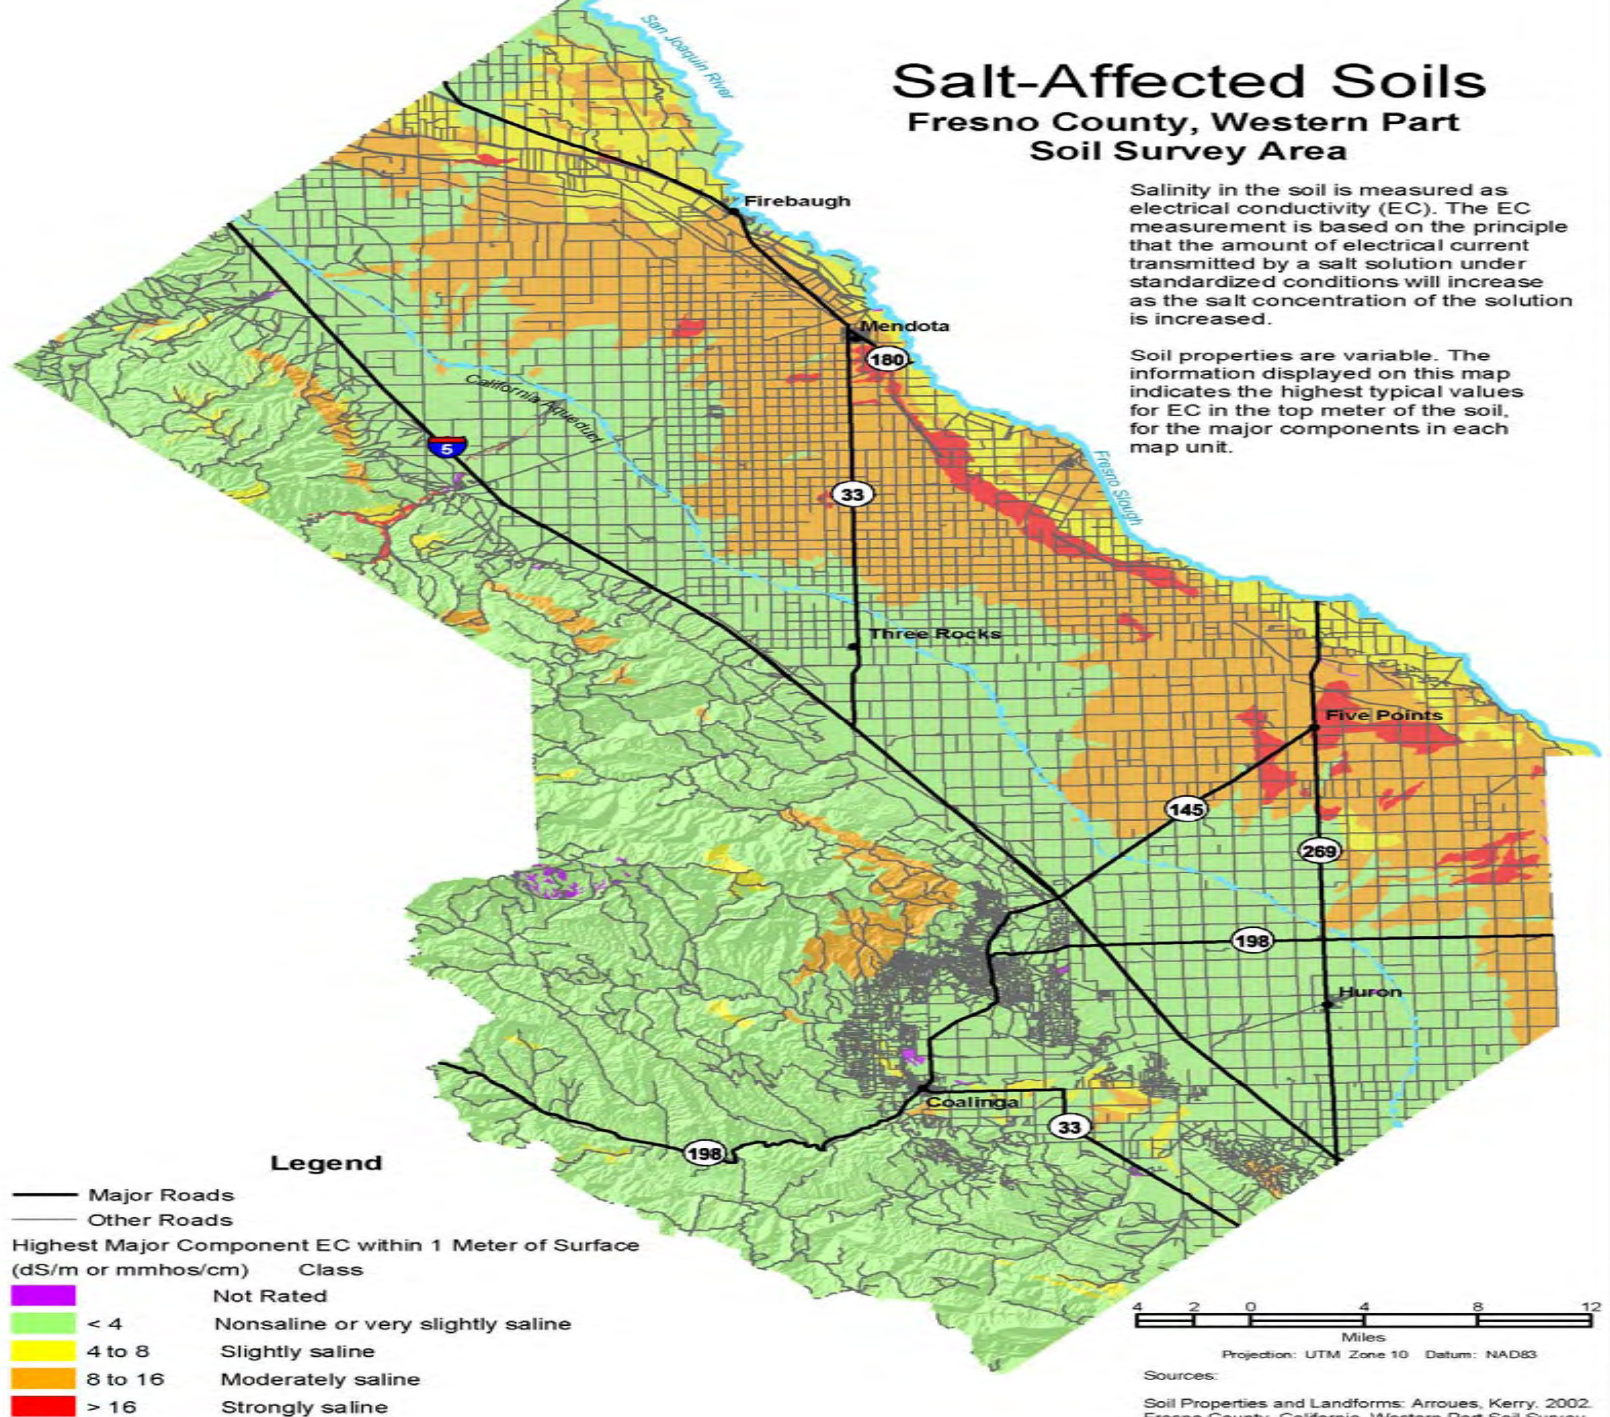 San Joaquin River
Salt-Affected Soils
Fresno County, Western Part
Soil Survey Area
Salinity in the soil is measured as
electrical conductivity (EC). The EC
measurement is based on the principle
that the amount of electrical current
transmitted by a salt solution under
standardized conditions will increase
as the salt concentration of the solution
is increased.
Soil properties are variable. The
information displayed on this map
indicates the highest typical values
for EC in the top meter of the soil,
for the major components in each
map unit.
Firebaugh
Mendota
180
California Aqueduct
5
33
Fresno Slough
Three Rocks
Five Points
145
269
198
Huron
Coalinga
33
198
Legend
Major Roads
Other Roads
Highest Major Component EC within 1 Meter of Surface
(dS/m or mmhos/cm) Class
Not Rated
< 4 Nonsaline or very slightly saline
4 to 8 Slightly saline
8 to 16 Moderately saline
> 16 Strongly saline
4 2 0 4 8 12
Miles
Projection: UTM Zone 10 Datum: NAD83
Sources:
Soil Properties and Landforms: Arroues, Kerry. 2002.
Fresno County, California, Western Part Soil Survey